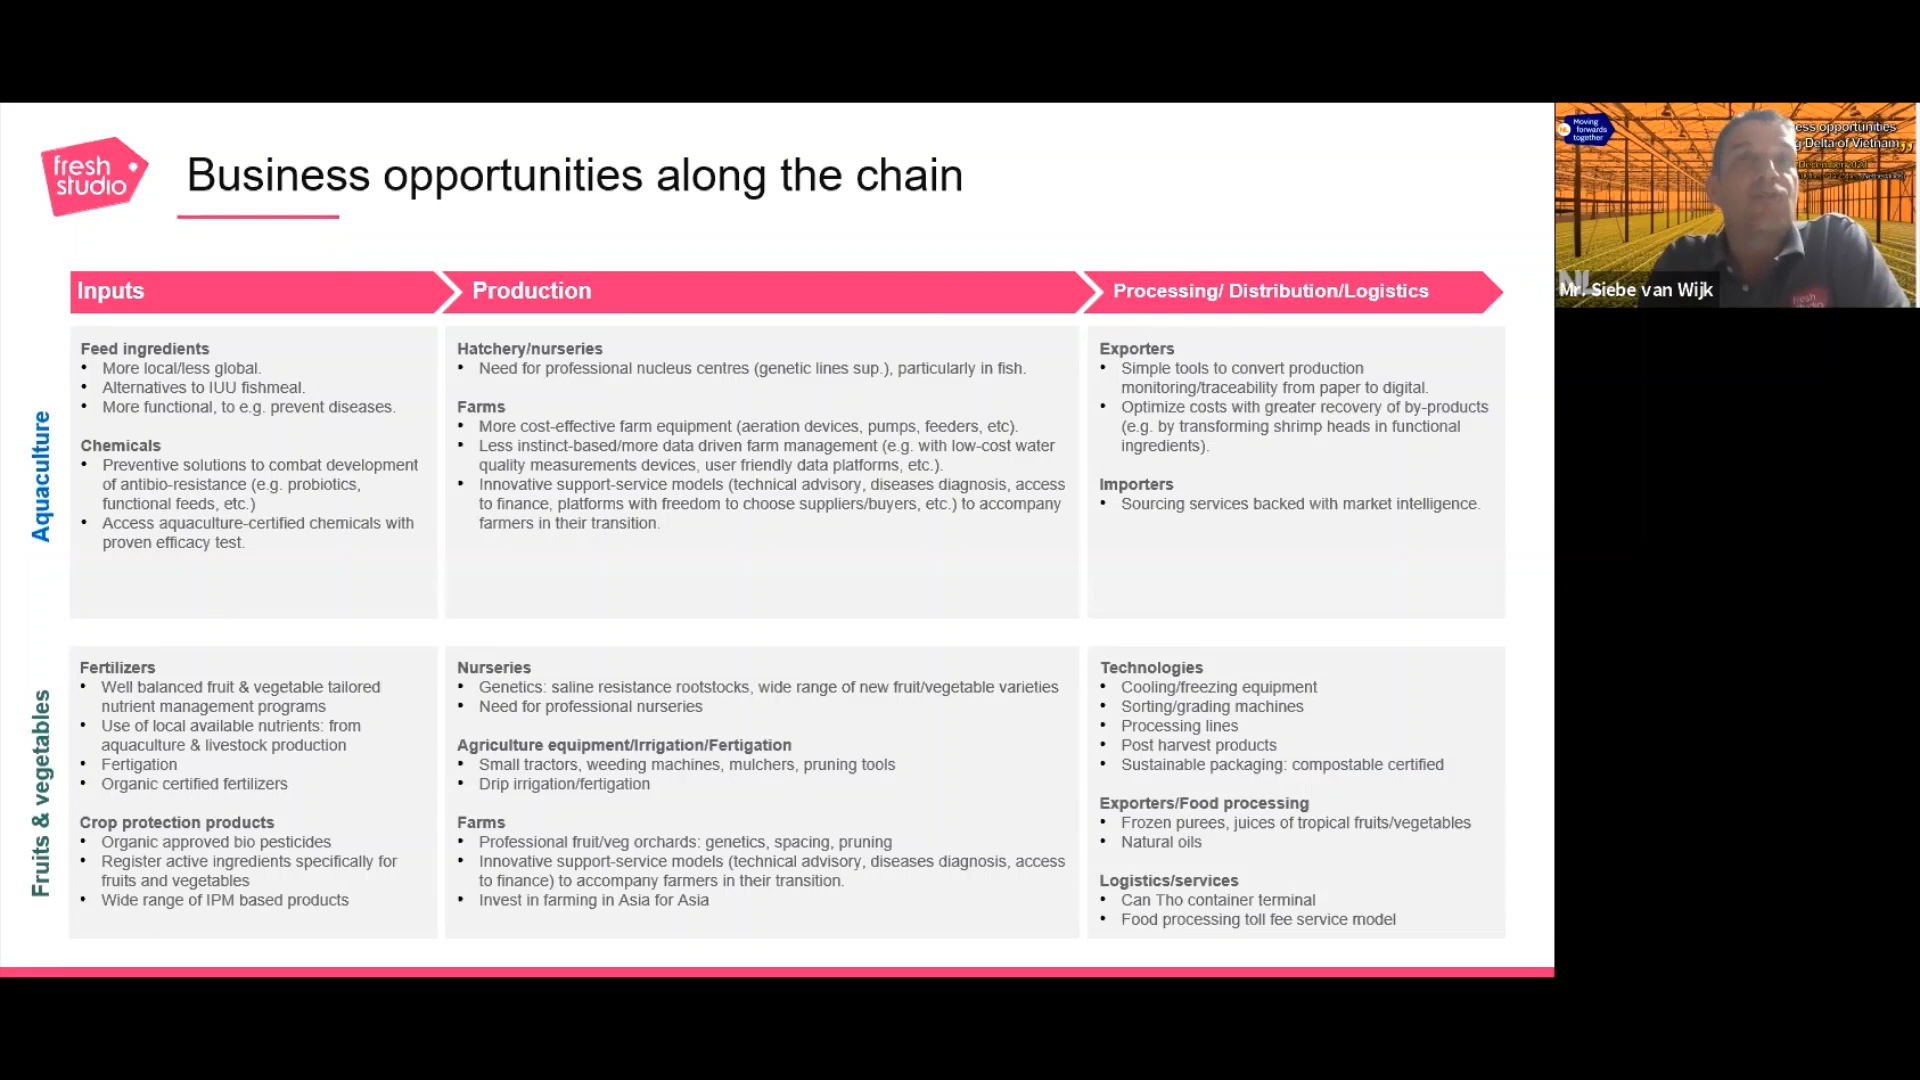 fresh
studio
Business opportunities along the chain
Inputs
Production
Processing/ Distribution/Logistics
Aquaculture
Feed ingredients
• More local/less global.
• Alternatives to IUU fishmeal.
• More functional, to e.g. prevent diseases.
Chemicals
• Preventive solutions to combat development
of antibio-resistance (e.g. probiotics,
functional feeds, etc.)
• Access aquaculture-certified chemicals with
proven efficacy test.
Hatchery/nurseries
• Need for professional nucleus centres (genetic lines sup.), particularly in fish.
Farms
• More cost-effective farm equipment (aeration devices, pumps, feeders, etc).
• Less instinct-based/more data driven farm management (e.g. with low-cost water
quality measurements devices, user friendly data platforms, etc.).
• Innovative support-service models (technical advisory, diseases diagnosis, access
to finance, platforms with freedom to choose suppliers/buyers, etc.) to accompany
farmers in their transition.
Exporters
• Simple tools to convert production
monitoring/traceability from paper to digital.
• Optimize costs with greater recovery of by-products
(e.g. by transforming shrimp heads in functional
ingredients).
Importers
• Sourcing services backed with market intelligence.
Fruits & vegetables
Fertilizers
• Well balanced fruit & vegetable tailored
nutrient management programs
• Use of local available nutrients: from
aquaculture & livestock production
• Fertigation
• Organic certified fertilizers
Crop protection products
• Organic approved bio pesticides
• Register active ingredients specifically for
fruits and vegetables
• Wide range of IPM based products
Nurseries
• Genetics: saline resistance rootstocks, wide range of new fruit/vegetable varieties
• Need for professional nurseries
Agriculture equipment/Irrigation/Fertigation
• Small tractors, weeding machines, mulchers, pruning tools
• Drip irrigation/fertigation
Farms
• Professional fruit/veg orchards: genetics, spacing, pruning
• Innovative support-service models (technical advisory, diseases diagnosis, access
to finance) to accompany farmers in their transition.
• Invest in farming in Asia for Asia
Technologies
• Cooling/freezing equipment
• Sorting/grading machines
• Processing lines
• Post harvest products
• Sustainable packaging: compostable certified
Exporters/Food processing
• Frozen purees, juices of tropical fruits/vegetables
• Natural oils
Logistics/services
• Can Tho container terminal
• Food processing toll fee service model
NL
Moving
forwards
together
ess opportunities
g Delta of Vietnam
NL
Mr. Siebe van Wijk
fresh